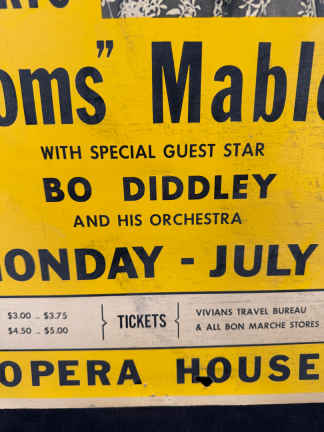 oms" Mabl
WITH SPECIAL GUEST STAR
BO DIDDLEY
AND HIS ORCHESTRA
ONDAY - JULY
$3.00 .. $3.75
$4.50 .. $5.00
TICKETS
VIVIANS TRAVEL BUREAU
& ALL BON MARCHE STORES
OPERA HOUSE